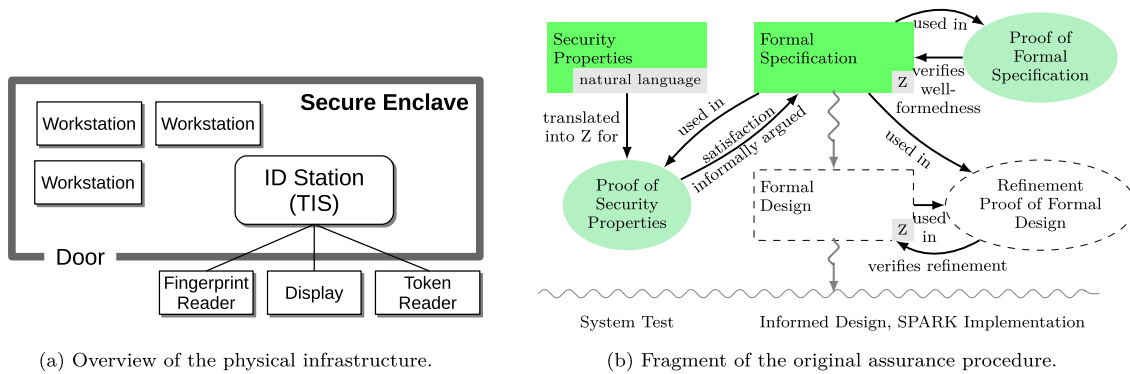 Secure Enclave
Workstation
Workstation
Workstation
ID Station
(TIS)
Door
Fingerprint
Reader
Display
Token
Reader
(a) Overview of the physical infrastructure.
Security
Properties
natural language
Formal
Specification
Z
used in
Proof of
Formal
Specification
verifies
well-
formedness
translated
into Z for
used in
satisfaction
informally argued
used in
Proof of
Security
Properties
Formal
Design
Z
used
in
Refinement
Proof of Formal
Design
verifies refinement
System Test
Informed Design, SPARK Implementation
(b) Fragment of the original assurance procedure.